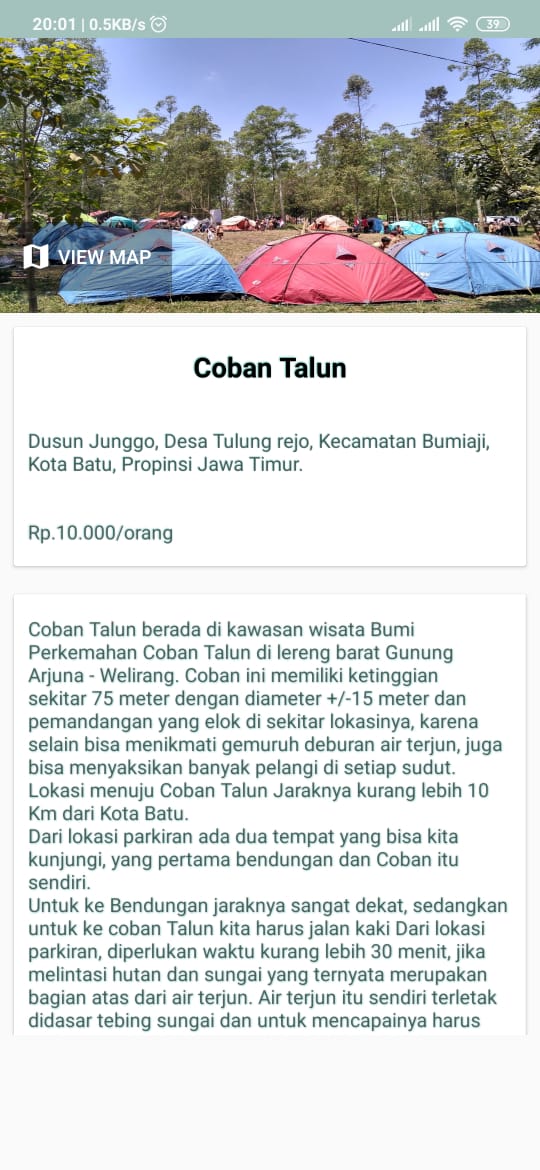 20:01 | 0.5KB/s
39
VIEW MAP
Coban Talun
Dusun Junggo, Desa Tulung rejo, Kecamatan Bumiaji,
Kota Batu, Propinsi Jawa Timur.
Rp.10.000/orang
Coban Talun berada di kawasan wisata Bumi
Perkemahan Coban Talun di lereng barat Gunung
Arjuna - Welirang. Coban ini memiliki ketinggian
sekitar 75 meter dengan diameter +/-15 meter dan
pemandangan yang elok di sekitar lokasinya, karena
selain bisa menikmati gemuruh deburan air terjun, juga
bisa menyaksikan banyak pelangi di setiap sudut.
Lokasi menuju Coban Talun Jaraknya kurang lebih 10
Km dari Kota Batu.
Dari lokasi parkiran ada dua tempat yang bisa kita
kunjungi, yang pertama bendungan dan Coban itu
sendiri.
Untuk ke Bendungan jaraknya sangat dekat, sedangkan
untuk ke coban Talun kita harus jalan kaki Dari lokasi
parkiran, diperlukan waktu kurang lebih 30 menit, jika
melintasi hutan dan sungai yang ternyata merupakan
bagian atas dari air terjun. Air terjun itu sendiri terletak
didasar tebing sungai dan untuk mencapainya harus